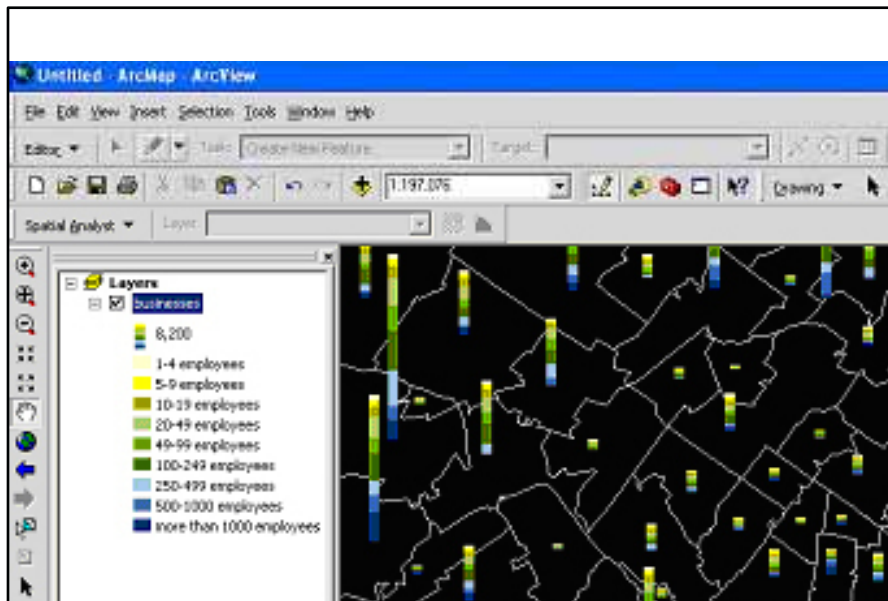 Untitled - ArcMap - ArcView
File Edit View Insert Selection Tools Window Help
Editor Task: Create New Feature Target:
1:197,076 Drawing
Spatial Analyst Layer:
Layers
businesses
8,200
1-4 employees
5-9 employees
10-19 employees
20-49 employees
49-99 employees
100-249 employees
250-499 employees
500-1000 employees
more than 1000 employees